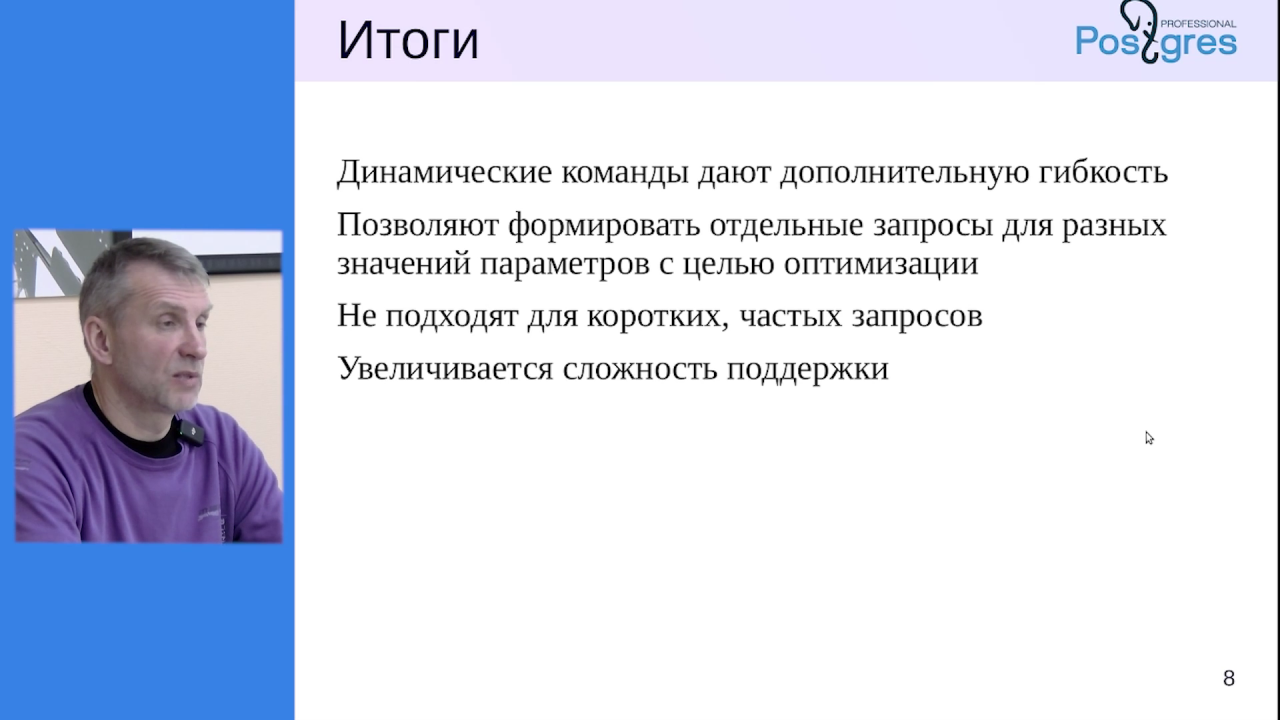 Итоги
PROFESSIONAL
Postgres
Динамические команды дают дополнительную гибкость
Позволяют формировать отдельные запросы для разных
значений параметров с целью оптимизации
Не подходят для коротких, частых запросов
Увеличивается сложность поддержки
8